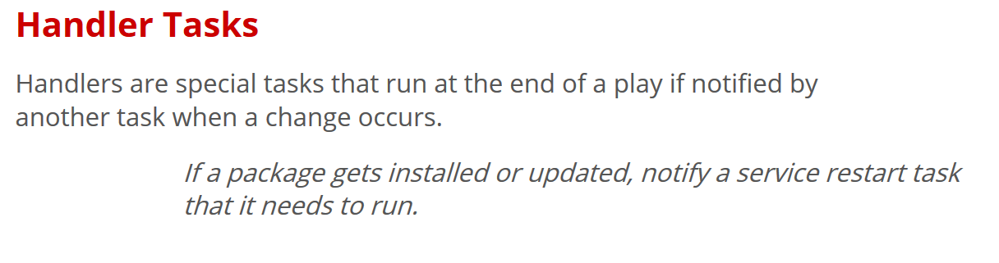 Handler Tasks
Handlers are special tasks that run at the end of a play if notified by
another task when a change occurs.
If a package gets installed or updated, notify a service restart task
that it needs to run.